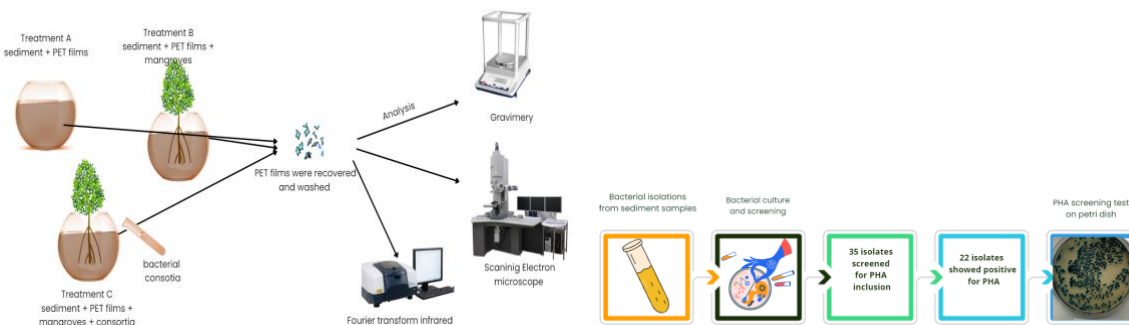 Treatment A
sediment + PET films
Treatment B
sediment + PET films +
mangroves
Analysis
Gravimery
PET films were recovered
and washed
Scaninig Electron
microscope
bacterial
consotia
Treatment C
sediment + PET films +
mangroves + consortia
Fourier transform infrared
Bacterial isolations
from sediment samples
Bacterial culture
and screening
35 isolates
screened
for PHA
inclusion
22 isolates
showed positive
for PHA
PHA screening test
on petri dish